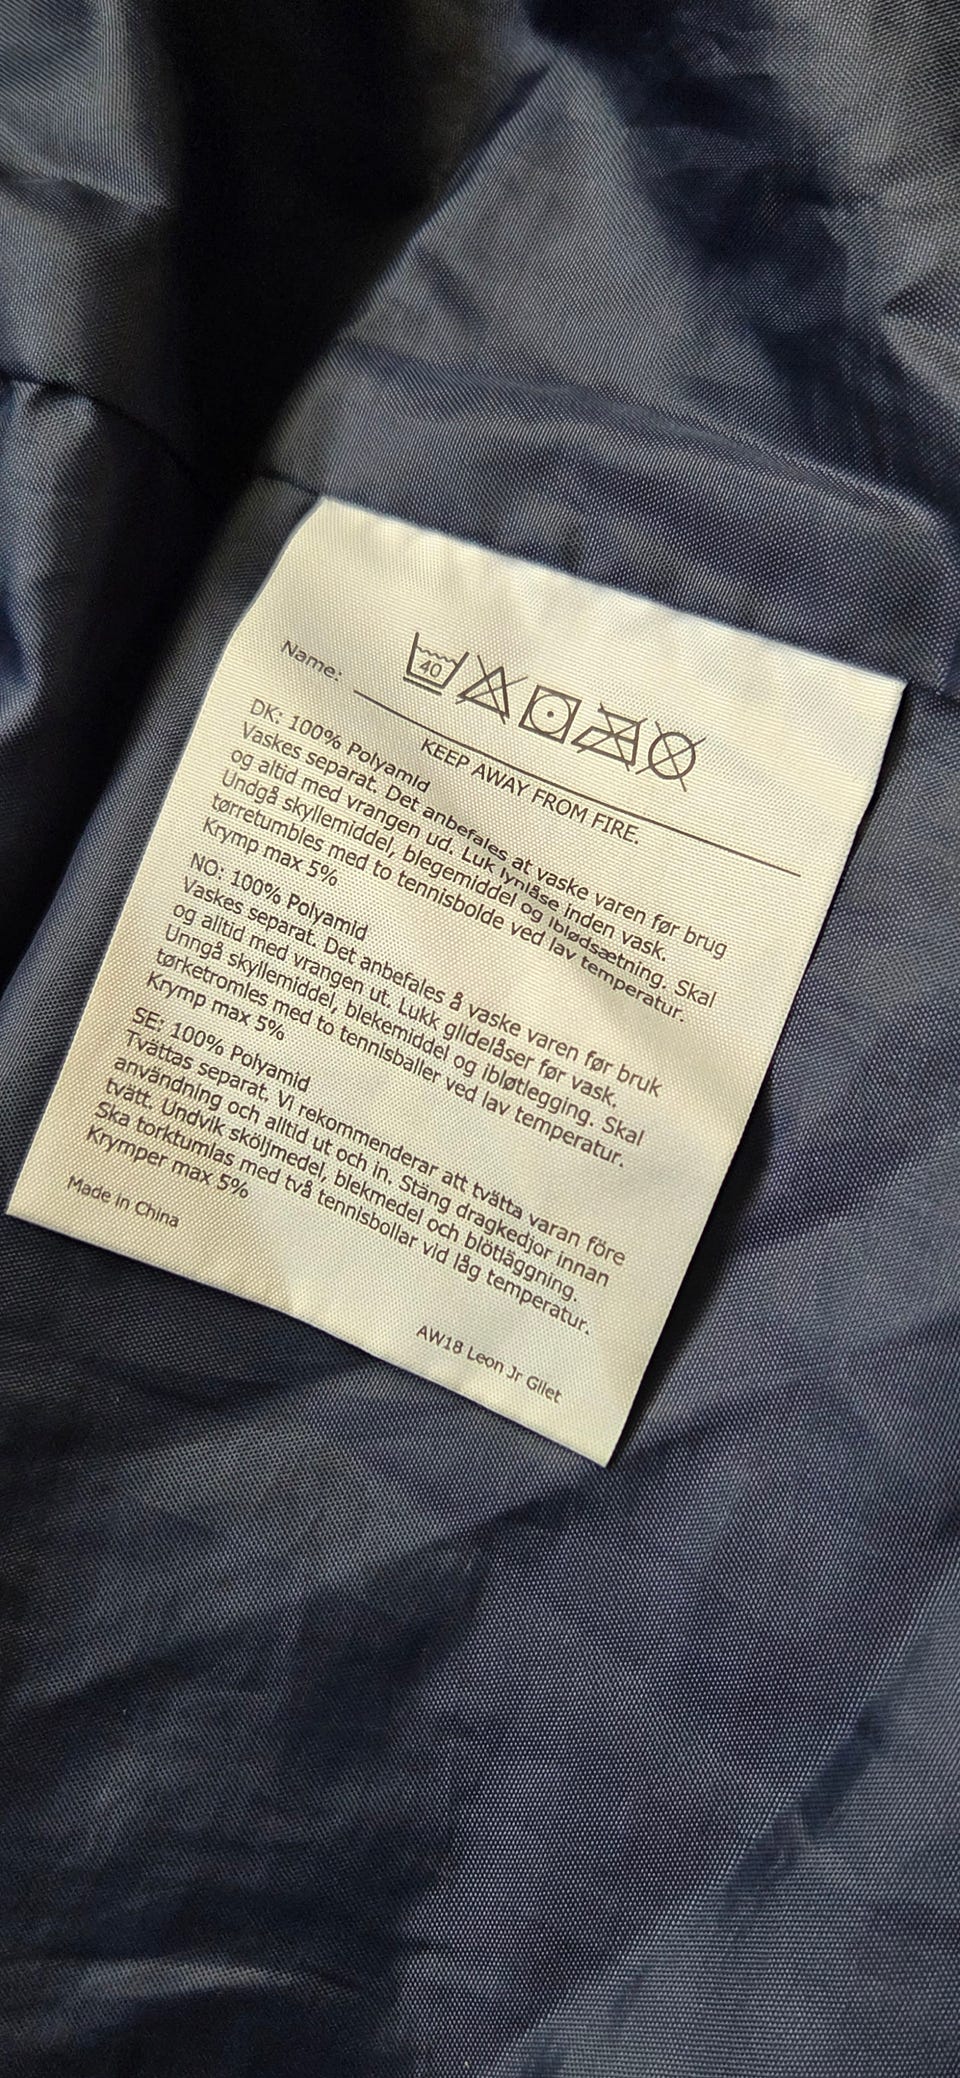 40
Name:
KEEP AWAY FROM FIRE.
DK: 100% Polyamid
Vaskes separat. Det anbefales at vaske varen før brug
og altid med vrangen ud. Luk lynlåse inden vask.
Undgå skyllemiddel, blegemiddel og Iblødsætning. Skal
tørretumbles med to tennisbolde ved lav temperatur.
Krymp max 5%
NO: 100% Polyamid
Vaskes separat. Det anbefales å vaske varen før bruk
og alltid med vrangen ut. Lukk glidelåser før vask.
Unngå skyllemiddel, blekemiddel og ibløtlegging. Skal
tørketromles med to tennisballer ved lav temperatur.
Krymp max 5%
SE: 100% Polyamid
Tvättas separat. Vi rekommenderar att tvätta varan före
användning och alltid ut och in. Stäng dragkedjor innan
tvätt. Undvik sköljmedel, blekmedel och blötläggning.
Ska torktumlas med två tennisbollar vid låg temperatur.
Krymper max 5%
Made in China
AW18 Leon Jr Gilet